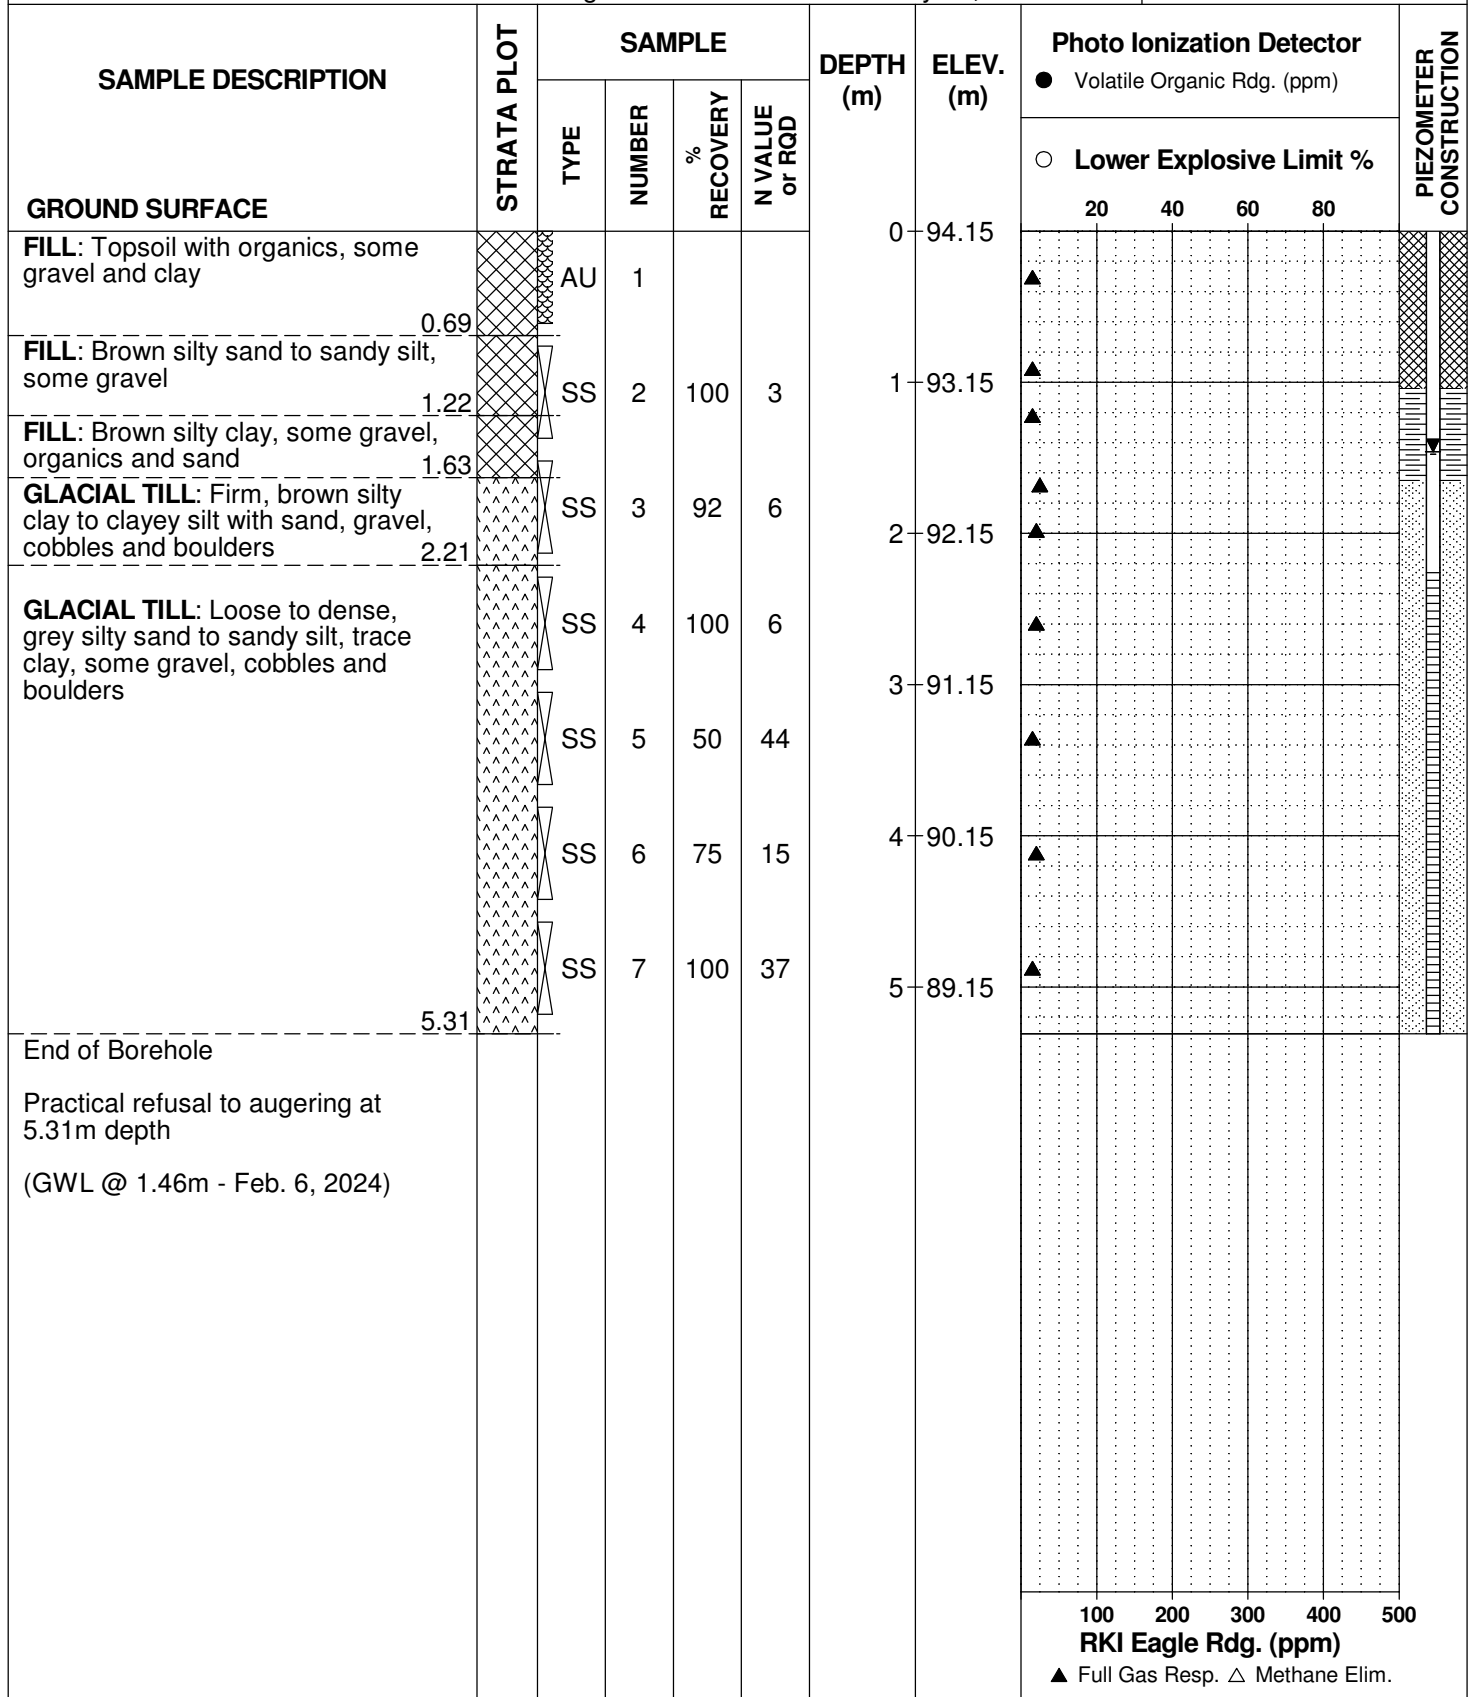 SAMPLE DESCRIPTION
GROUND SURFACE
STRATA PLOT
SAMPLE
TYPE
NUMBER
%
RECOVERY
N VALUE
or RQD
DEPTH
(m)
ELEV.
(m)
Photo Ionization Detector
● Volatile Organic Rdg. (ppm)
○ Lower Explosive Limit %
20 40 60 80
PIEZOMETER
CONSTRUCTION
0 94.15
FILL: Topsoil with organics, some
gravel and clay
0.69
AU 1
FILL: Brown silty sand to sandy silt,
some gravel
1.22
SS 2 100 3
1 93.15
FILL: Brown silty clay, some gravel,
organics and sand
1.63
GLACIAL TILL: Firm, brown silty
clay to clayey silt with sand, gravel,
cobbles and boulders
2.21
SS 3 92 6
2 92.15
GLACIAL TILL: Loose to dense,
grey silty sand to sandy silt, trace
clay, some gravel, cobbles and
boulders
SS 4 100 6
3 91.15
SS 5 50 44
4 90.15
SS 6 75 15
SS 7 100 37
5 89.15
5.31
End of Borehole
Practical refusal to augering at
5.31m depth
(GWL @ 1.46m - Feb. 6, 2024)
100 200 300 400 500
RKI Eagle Rdg. (ppm)
▲ Full Gas Resp. △ Methane Elim.